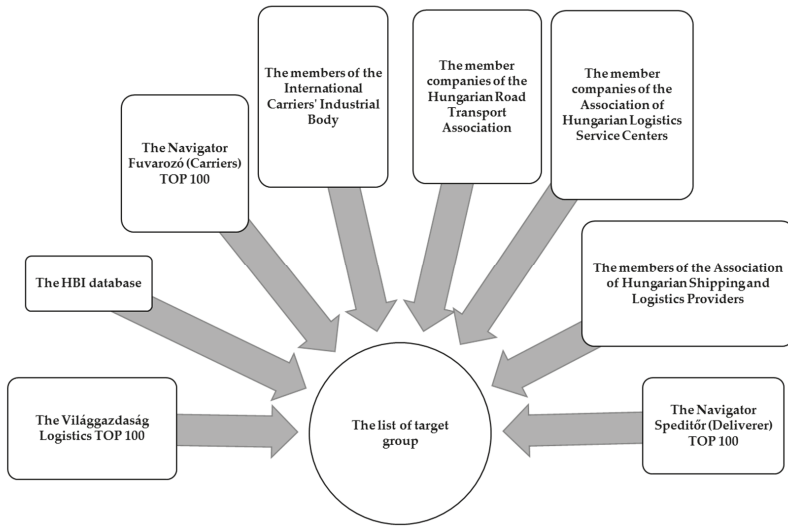 The members of the
International
Carriers' Industrial
Body
The member
companies of the
Hungarian Road
Transport
Association
The member
companies of the
Association of
Hungarian Logistics
Service Centers
The Navigator
Fuvarozó (Carriers)
TOP 100
The HBI database
The members of the Association
of Hungarian Shipping and
Logistics Providers
The Világgazdaság
Logistics TOP 100
The list of target
group
The Navigator
Speditőr (Deliverer)
TOP 100